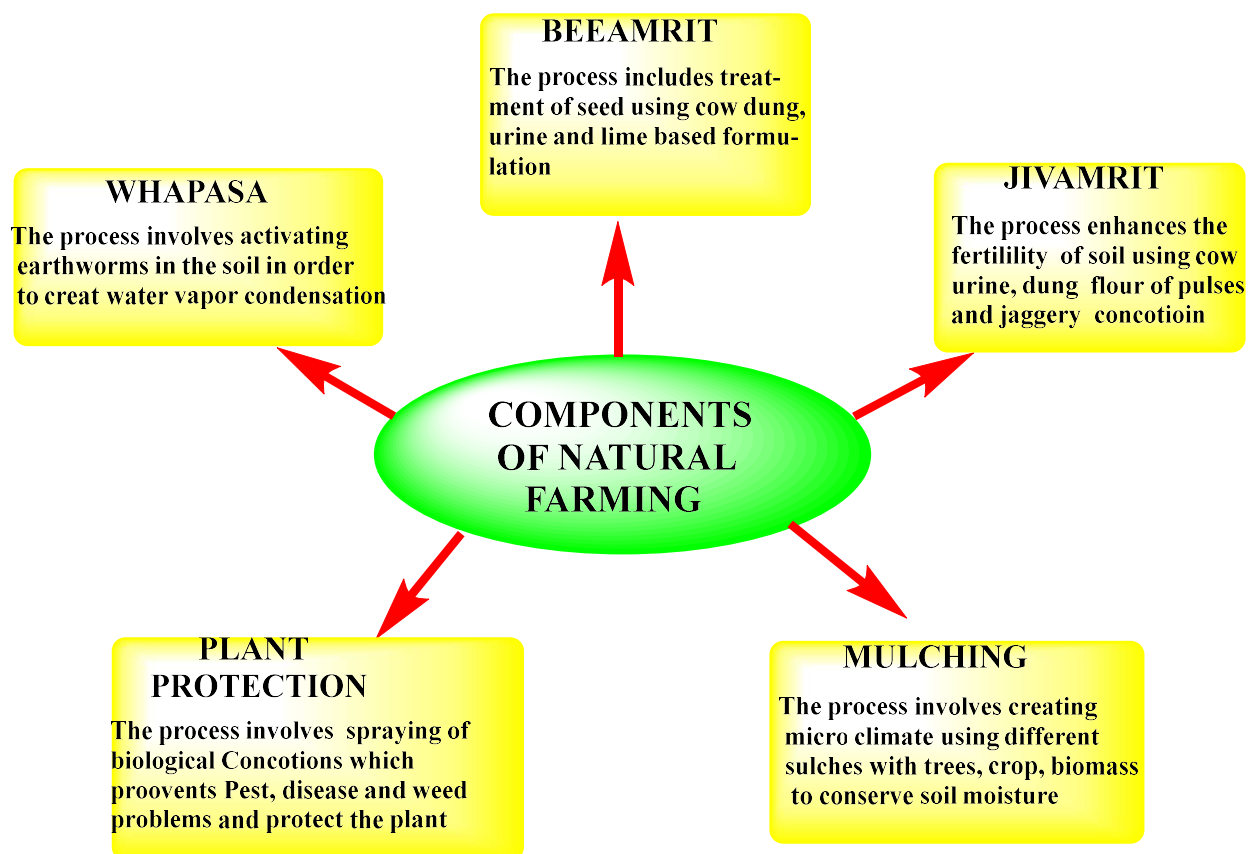 BEEAMRIT
The process includes treat-
ment of seed using cow dung,
urine and lime based formu-
lation
WHAPASA
The process involves activating
earthworms in the soil in order
to creat water vapor condensation
JIVAMRIT
The process enhances the
fertilility of soil using cow
urine, dung flour of pulses
and jaggery concotioin
COMPONENTS
OF NATURAL
FARMING
PLANT
PROTECTION
The process involves spraying of
biological Concotions which
proovents Pest, disease and weed
problems and protect the plant
MULCHING
The process involves creating
micro climate using different
sulches with trees, crop, biomass
to conserve soil moisture